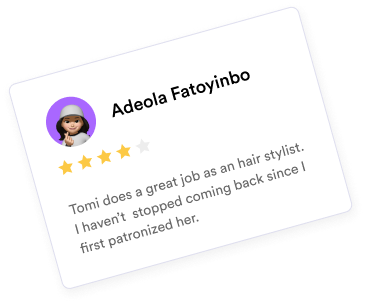 Adeola Fatoyinbo
Tomi does a great job as an hair stylist.
I haven't stopped coming back since I
first patronized her.